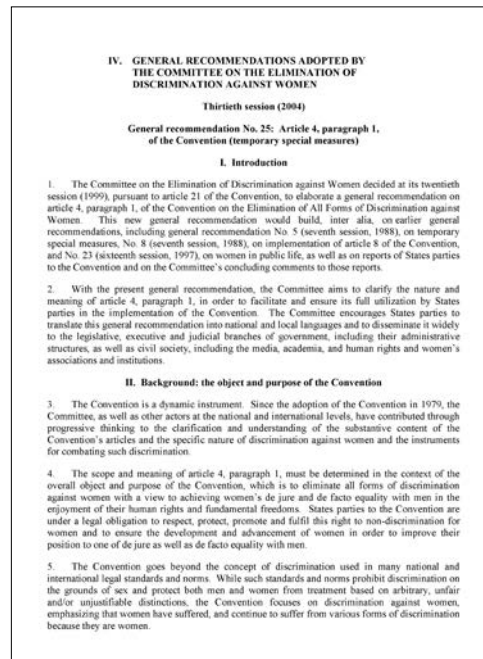 IV. GENERAL RECOMMENDATIONS ADOPTED BY
THE COMMITTEE ON THE ELIMINATION OF
DISCRIMINATION AGAINST WOMEN
Thirtieth session (2004)
General recommendation No. 25: Article 4, paragraph 1,
of the Convention (temporary special measures)
I. Introduction
1. The Committee on the Elimination of Discrimination against Women decided at its twentieth
session (1999), pursuant to article 21 of the Convention, to elaborate a general recommendation on
article 4, paragraph 1, of the Convention on the Elimination of All Forms of Discrimination against
Women. This new general recommendation would build, inter alia, on earlier general
recommendations, including general recommendation No. 5 (seventh session, 1988), on temporary
special measures, No. 8 (seventh session, 1988), on implementation of article 8 of the Convention,
and No. 23 (sixteenth session, 1997), on women in public life, as well as on reports of States parties
to the Convention and on the Committee's concluding comments to those reports.
2. With the present general recommendation, the Committee aims to clarify the nature and
meaning of article 4, paragraph 1, in order to facilitate and ensure its full utilization by States
parties in the implementation of the Convention. The Committee encourages States parties to
translate this general recommendation into national and local languages and to disseminate it widely
to the legislative, executive and judicial branches of government, including their administrative
structures, as well as civil society, including the media, academia, and human rights and women's
associations and institutions.
II. Background: the object and purpose of the Convention
3. The Convention is a dynamic instrument. Since the adoption of the Convention in 1979, the
Committee, as well as other actors at the national and international levels, have contributed through
progressive thinking to the clarification and understanding of the substantive content of the
Convention's articles and the specific nature of discrimination against women and the instruments
for combating such discrimination.
4. The scope and meaning of article 4, paragraph 1, must be determined in the context of the
overall object and purpose of the Convention, which is to eliminate all forms of discrimination
against women with a view to achieving women's de jure and de facto equality with men in the
enjoyment of their human rights and fundamental freedoms. States parties to the Convention are
under a legal obligation to respect, protect, promote and fulfil this right to non-discrimination for
women and to ensure the development and advancement of women in order to improve their
position to one of de jure as well as de facto equality with men.
5. The Convention goes beyond the concept of discrimination used in many national and
international legal standards and norms. While such standards and norms prohibit discrimination on
the grounds of sex and protect both men and women from treatment based on arbitrary, unfair
and/or unjustifiable distinctions, the Convention focuses on discrimination against women,
emphasizing that women have suffered, and continue to suffer from various forms of discrimination
because they are women.